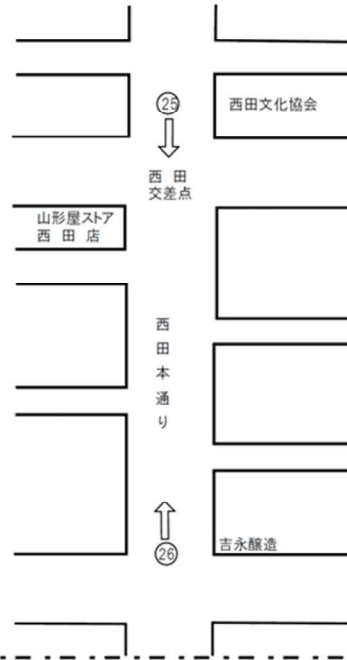 ㉕
西田文化協会
西田
交差点
山形屋ストア
西田店
西田本通り
㉖
吉永醸造